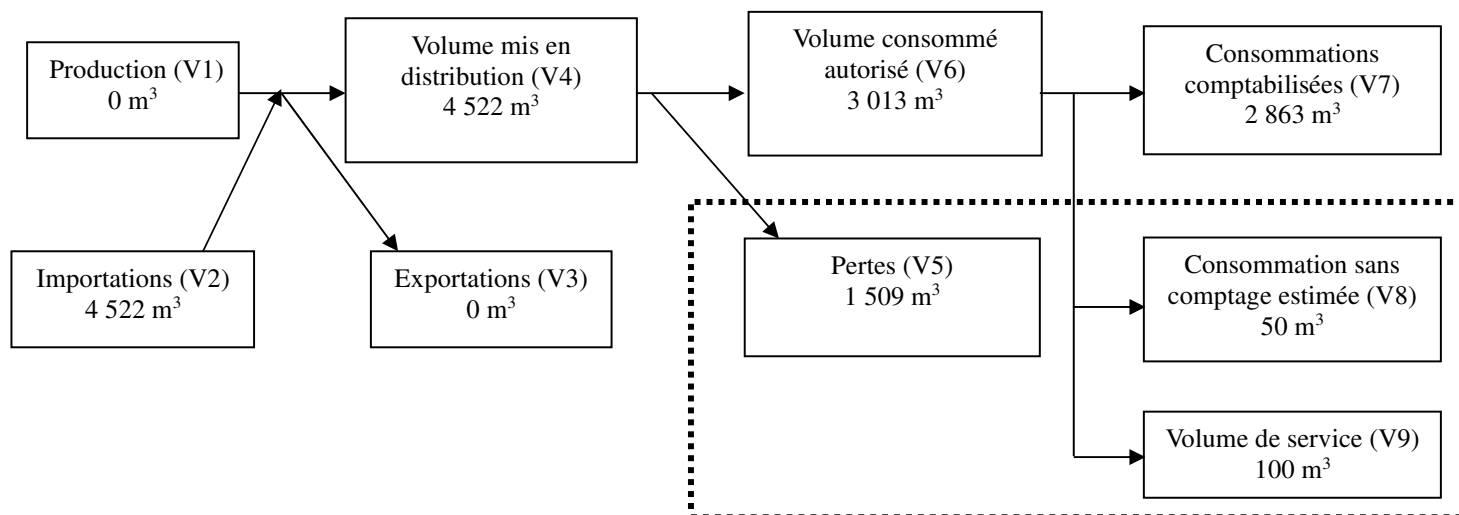 Production (V1)
0 m³
Volume mis en
distribution (V4)
4 522 m³
Volume consommé
autorisé (V6)
3 013 m³
Consommations
comptabilisées (V7)
2 863 m³
Importations (V2)
4 522 m³
Exportations (V3)
0 m³
Pertes (V5)
1 509 m³
Consommation sans
comptage estimée (V8)
50 m³
Volume de service (V9)
100 m³